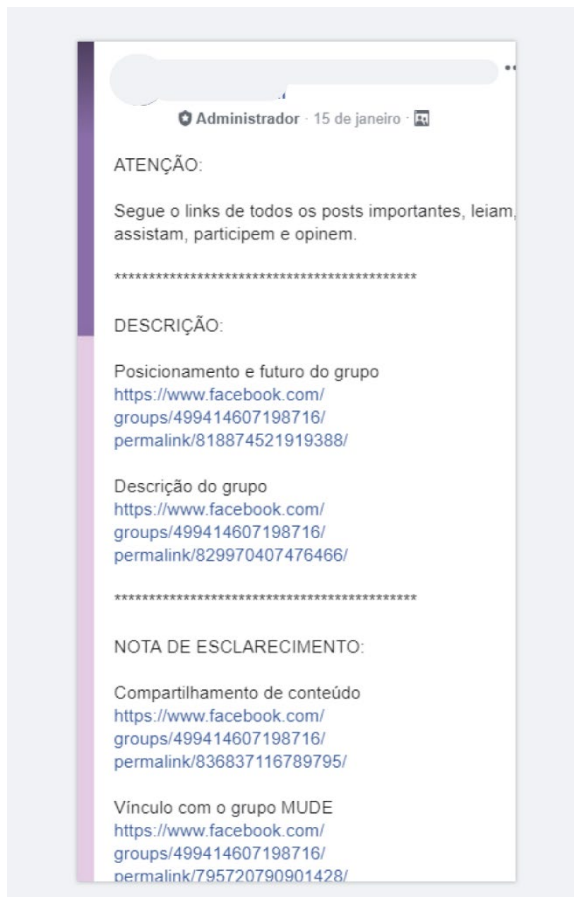 Administrador · 15 de janeiro ·
ATENÇÃO:
Segue o links de todos os posts importantes, leiam,
assistam, participem e opinem.
********************************************
DESCRIÇÃO:
Posicionamento e futuro do grupo
https://www.facebook.com/
groups/499414607198716/
permalink/818874521919388/
Descrição do grupo
https://www.facebook.com/
groups/499414607198716/
permalink/829970407476466/
********************************************
NOTA DE ESCLARECIMENTO:
Compartilhamento de conteúdo
https://www.facebook.com/
groups/499414607198716/
permalink/836837116789795/
Vínculo com o grupo MUDE
https://www.facebook.com/
groups/499414607198716/
permalink/795720790901428/